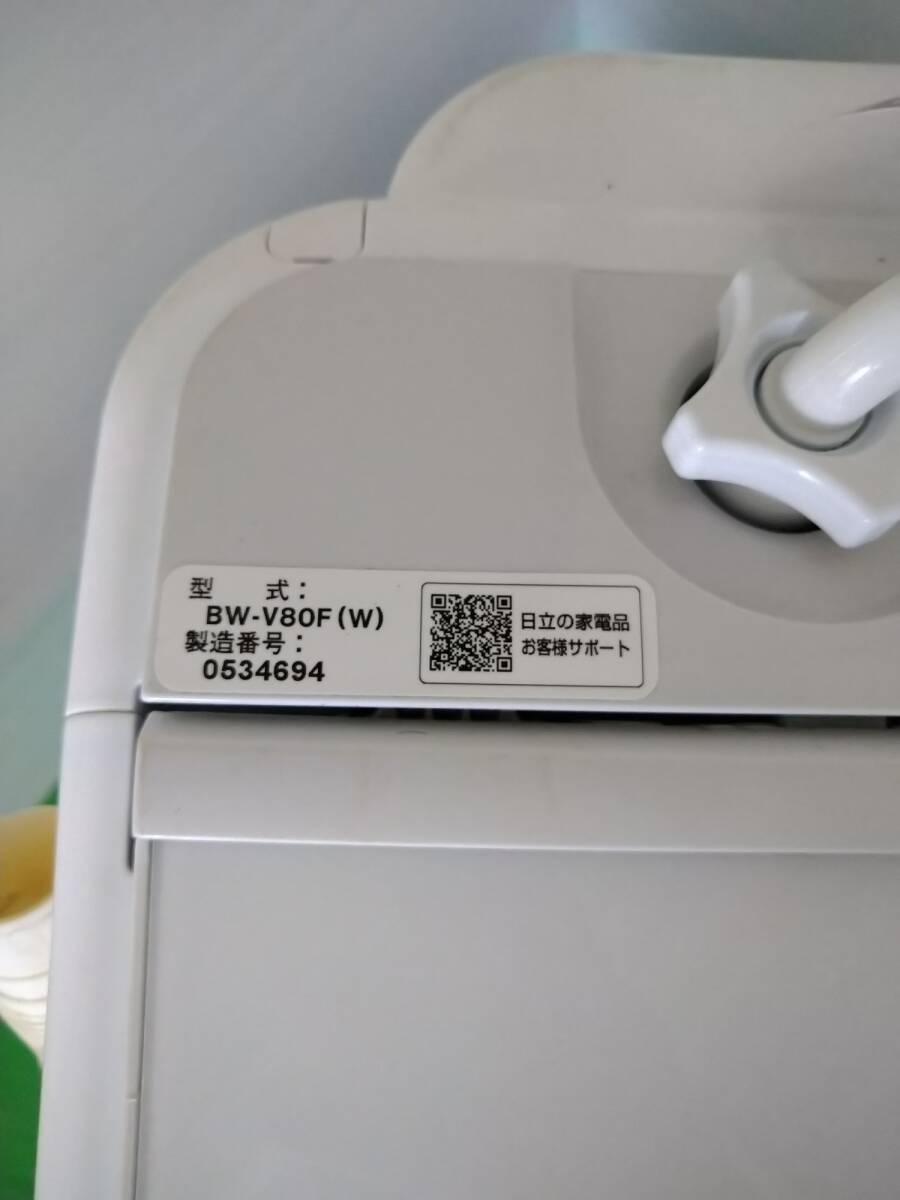 型　　式：
BW-V80F(W)
製造番号：
0534694
日立の家電品
お客様サポート